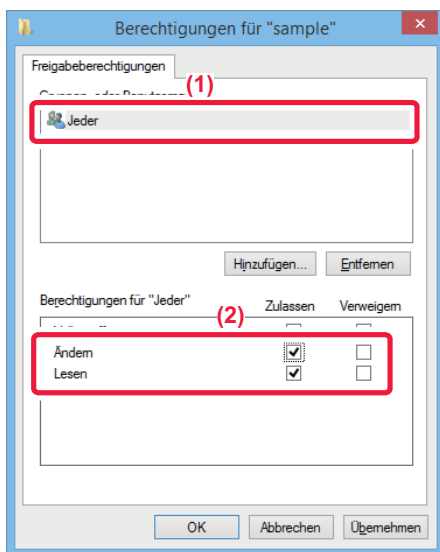 Berechtigungen für "sample"
Freigabeberechtigungen
(1)
Jeder
Hinzufügen... Entfernen
Berechtigungen für "Jeder" Zulassen Verweigern
(2)
Ändern
Lesen
OK Abbrechen Übernehmen